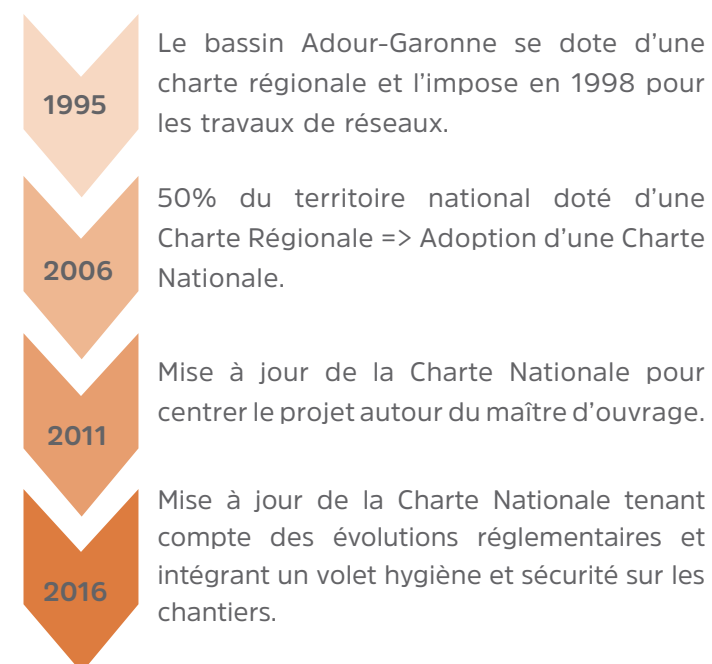 1995
Le bassin Adour-Garonne se dote d’une
charte régionale et l’impose en 1998 pour
les travaux de réseaux.
2006
50% du territoire national doté d’une
Charte Régionale => Adoption d’une Charte
Nationale.
2011
Mise à jour de la Charte Nationale pour
centrer le projet autour du maître d’ouvrage.
2016
Mise à jour de la Charte Nationale tenant
compte des évolutions réglementaires et
intégrant un volet hygiène et sécurité sur les
chantiers.